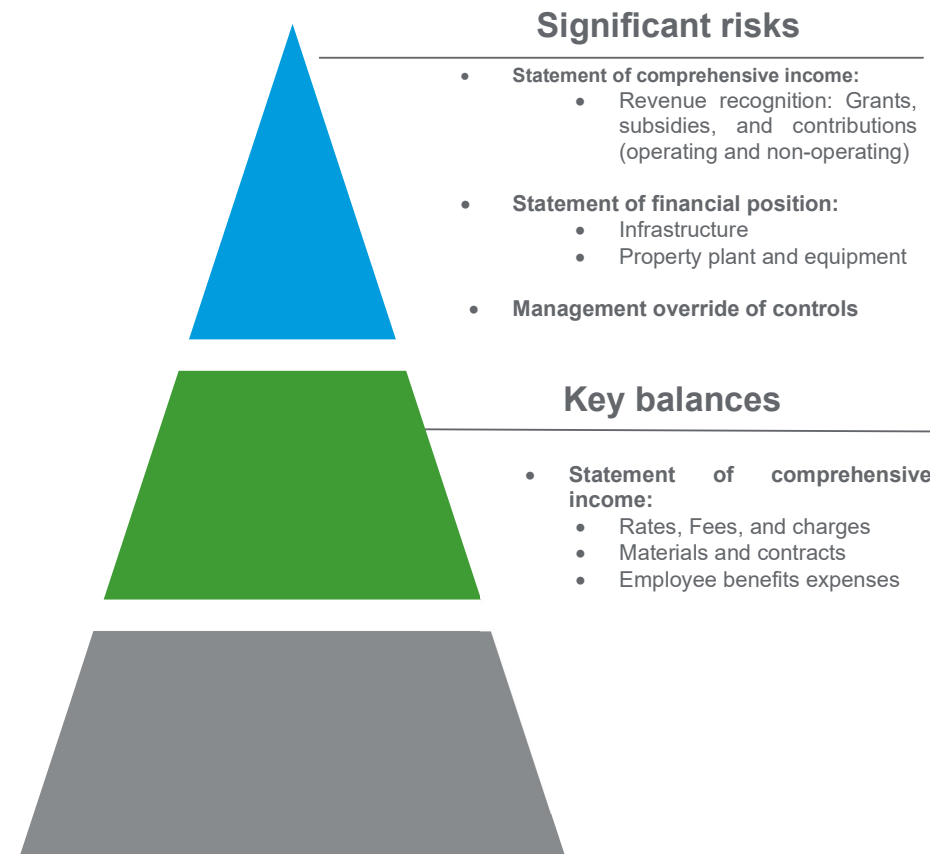 Significant risks
• Statement of comprehensive income:
• Revenue recognition: Grants,
subsidies, and contributions
(operating and non-operating)
• Statement of financial position:
• Infrastructure
• Property plant and equipment
• Management override of controls
Key balances
• Statement of comprehensive
income:
• Rates, Fees, and charges
• Materials and contracts
• Employee benefits expenses